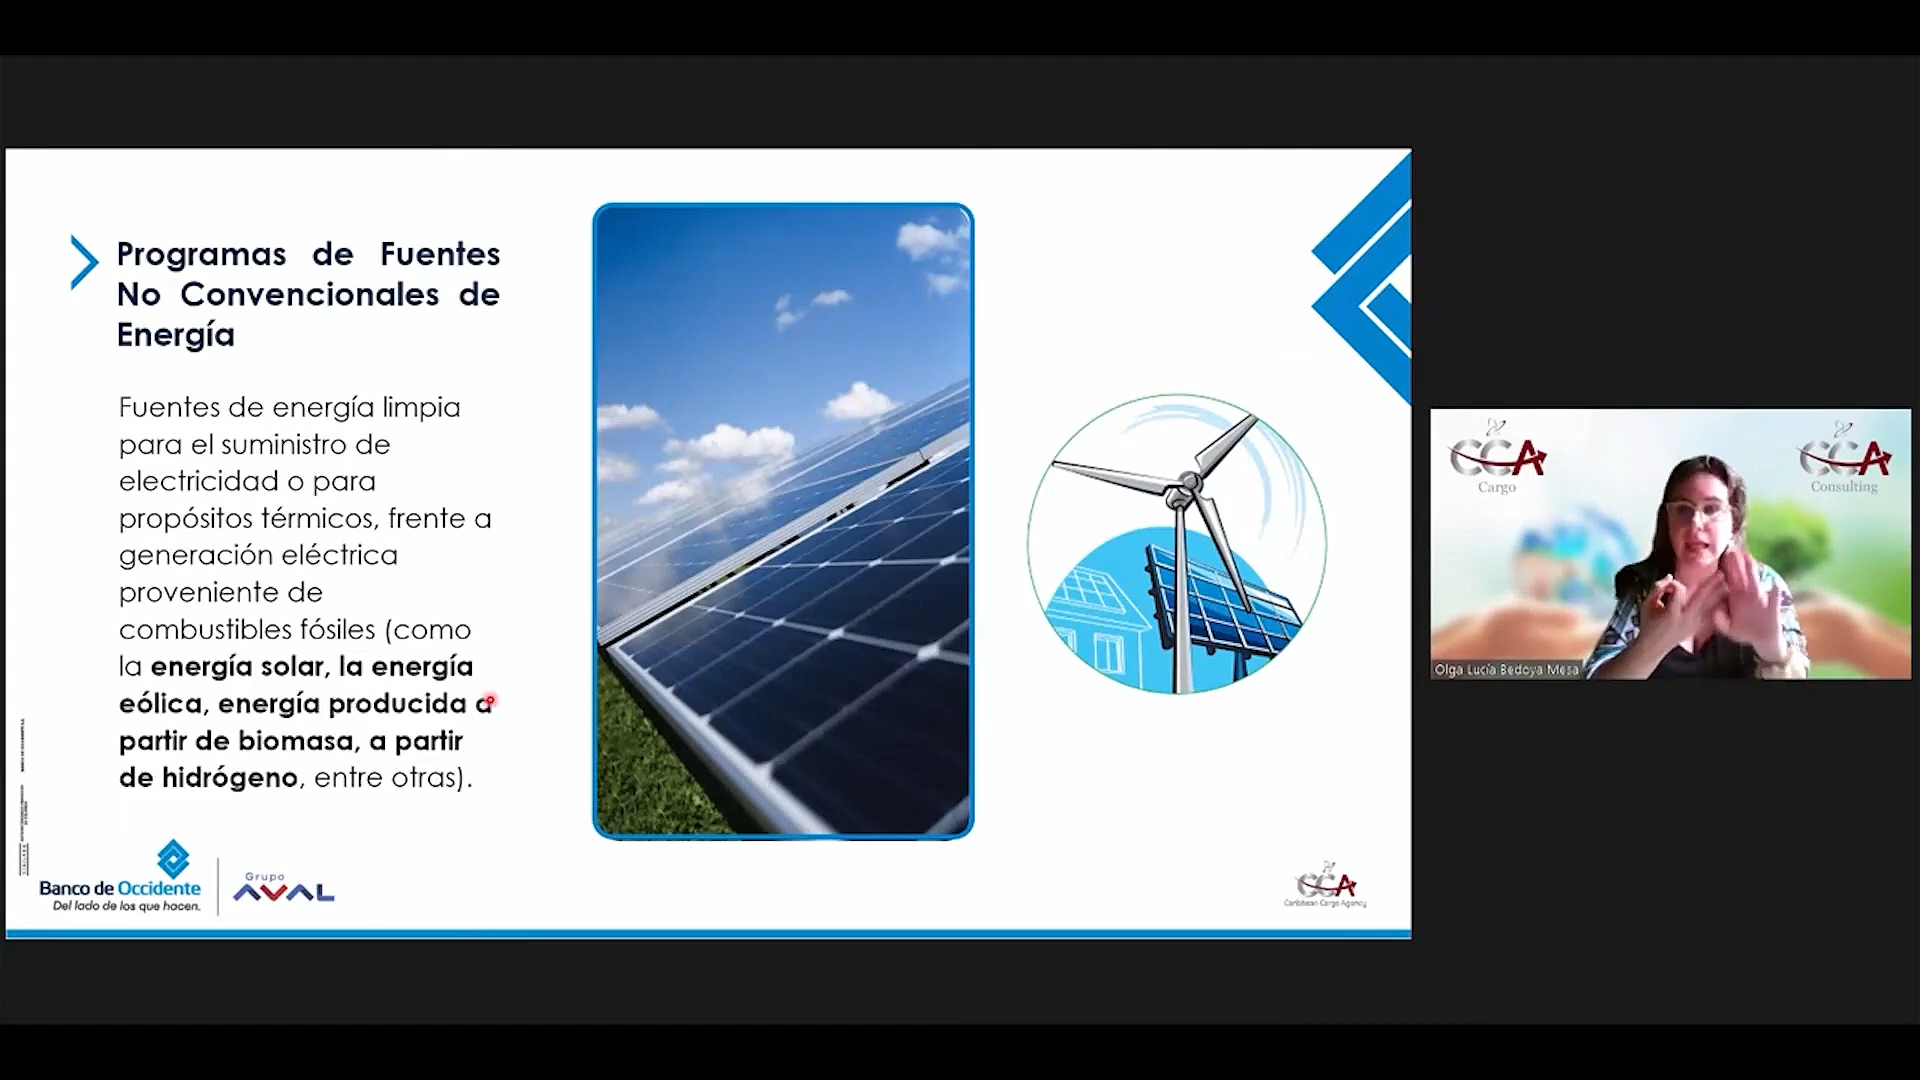 Programas de Fuentes
No Convencionales de
Energía
Fuentes de energía limpia
para el suministro de
electricidad o para
propósitos térmicos, frente a
generación eléctrica
proveniente de
combustibles fósiles (como
la energía solar, la energía
eólica, energía producida a
partir de biomasa, a partir
de hidrógeno, entre otras).
Banco de Occidente
Del lado de los que hacen.
Grupo
AVAL
CCA
Caribbean Cargo Agency
CCA
Cargo
CCA
Consulting
Olga Lucía Bedoya Mesa